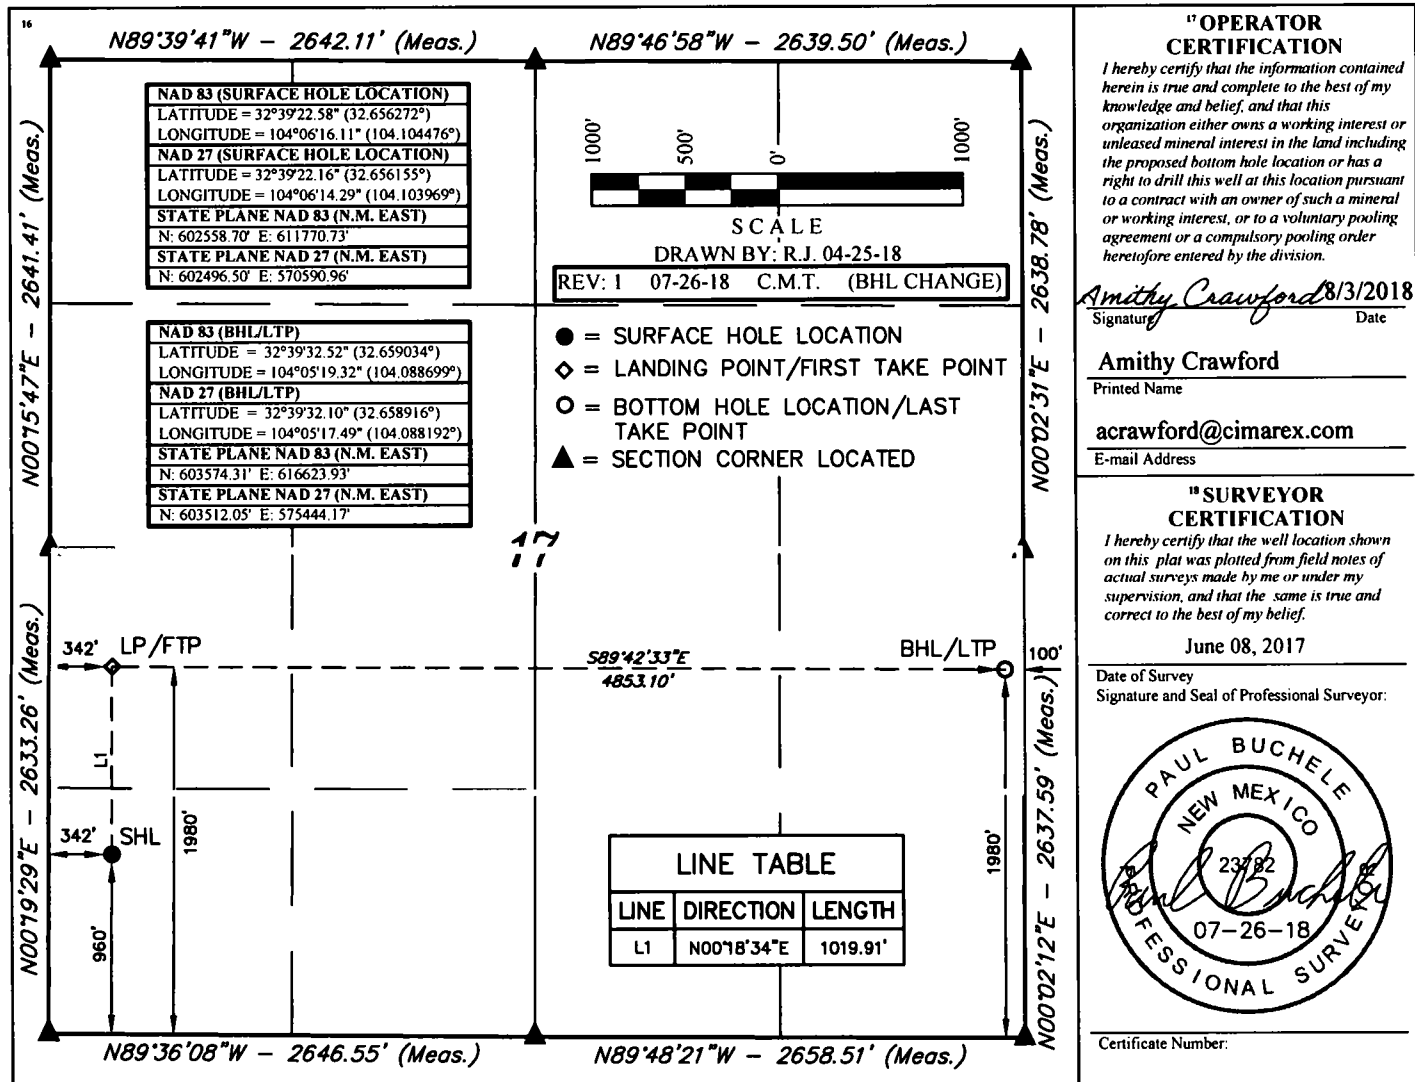 16
N89°39'41"W – 2642.11' (Meas.)
N89°46'58"W – 2639.50' (Meas.)
N00°15'47"E – 2641.41' (Meas.)
N00°19'29"E – 2633.26' (Meas.)
NAD 83 (SURFACE HOLE LOCATION)
LATITUDE = 32°39'22.58" (32.656272°)
LONGITUDE = 104°06'16.11" (104.104476°)
NAD 27 (SURFACE HOLE LOCATION)
LATITUDE = 32°39'22.16" (32.656155°)
LONGITUDE = 104°06'14.29" (104.103969°)
STATE PLANE NAD 83 (N.M. EAST)
N: 602558.70' E: 611770.73'
STATE PLANE NAD 27 (N.M. EAST)
N: 602496.50' E: 570590.96'
NAD 83 (BHL/LTP)
LATITUDE = 32°39'32.52" (32.659034°)
LONGITUDE = 104°05'19.32" (104.088699°)
NAD 27 (BHL/LTP)
LATITUDE = 32°39'32.10" (32.658916°)
LONGITUDE = 104°05'17.49" (104.088192°)
STATE PLANE NAD 83 (N.M. EAST)
N: 603574.31' E: 616623.93'
STATE PLANE NAD 27 (N.M. EAST)
N: 603512.05' E: 575444.17'
1000' 500' 0' 1000'
SCALE
DRAWN BY: R.J. 04-25-18
REV: 1 07-26-18 C.M.T. (BHL CHANGE)
= SURFACE HOLE LOCATION
= LANDING POINT/FIRST TAKE POINT
= BOTTOM HOLE LOCATION/LAST
TAKE POINT
= SECTION CORNER LOCATED
N00°02'31"E – 2638.78' (Meas.)
N00°02'12"E – 2637.59' (Meas.)
17
342' LP/FTP
S89°42'33"E
4853.10'
BHL/LTP
100'
L1
342' SHL
1980'
960'
1980'
LINE TABLE
LINE DIRECTION LENGTH
L1 N00°18'34"E 1019.91'
N89°36'08"W – 2646.55' (Meas.)
N89°48'21"W – 2658.51' (Meas.)
17 OPERATOR
CERTIFICATION
I hereby certify that the information contained
herein is true and complete to the best of my
knowledge and belief, and that this
organization either owns a working interest or
unleased mineral interest in the land including
the proposed bottom hole location or has a
right to drill this well at this location pursuant
to a contract with an owner of such a mineral
or working interest, or to a voluntary pooling
agreement or a compulsory pooling order
heretofore entered by the division.
Amithy Crawford 8/3/2018
Signature Date
Amithy Crawford
Printed Name
acrawford@cimarex.com
E-mail Address
18 SURVEYOR
CERTIFICATION
I hereby certify that the well location shown
on this plat was plotted from field notes of
actual surveys made by me or under my
supervision, and that the same is true and
correct to the best of my belief.
June 08, 2017
Date of Survey
Signature and Seal of Professional Surveyor:
PAUL BUCHELE
NEW MEXICO
23782
Paul Buchele
07-26-18
PROFESSIONAL SURVEYOR
Certificate Number: